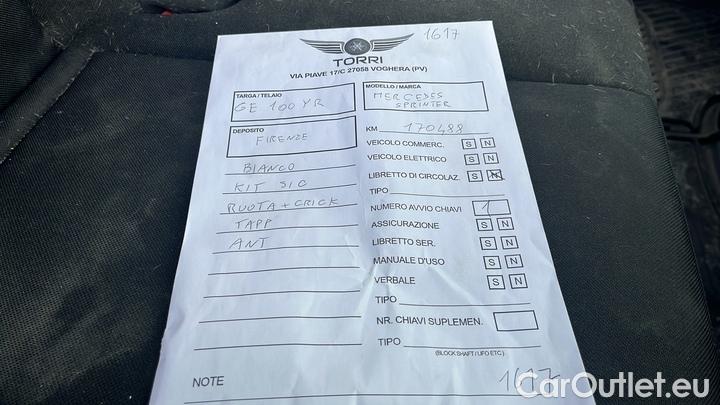 1617
TORRI
VIA PIAVE 17/C 27058 VOGHERA (PV)
TARGA / TELAIO
GE 100 YR
MODELLO / MARCA
MERCEDES
SPRINTER
DEPOSITO
FIRENZE
KM 170488
VEICOLO COMMERC. S N
VEICOLO ELETTRICO S N
LIBRETTO DI CIRCOLAZ. S N
TIPO
NUMERO AVVIO CHIAVI 1
ASSICURAZIONE S N
LIBRETTO SER. S N
MANUALE D'USO S N
VERBALE S N
TIPO
NR. CHIAVI SUPLEMEN.
TIPO
(BLOCK SHAFT / UFO ETC)
BIANCO
KIT SIC
RUOTA + CRICK
TAPP
ANT
NOTE
1617
CarOutlet.eu